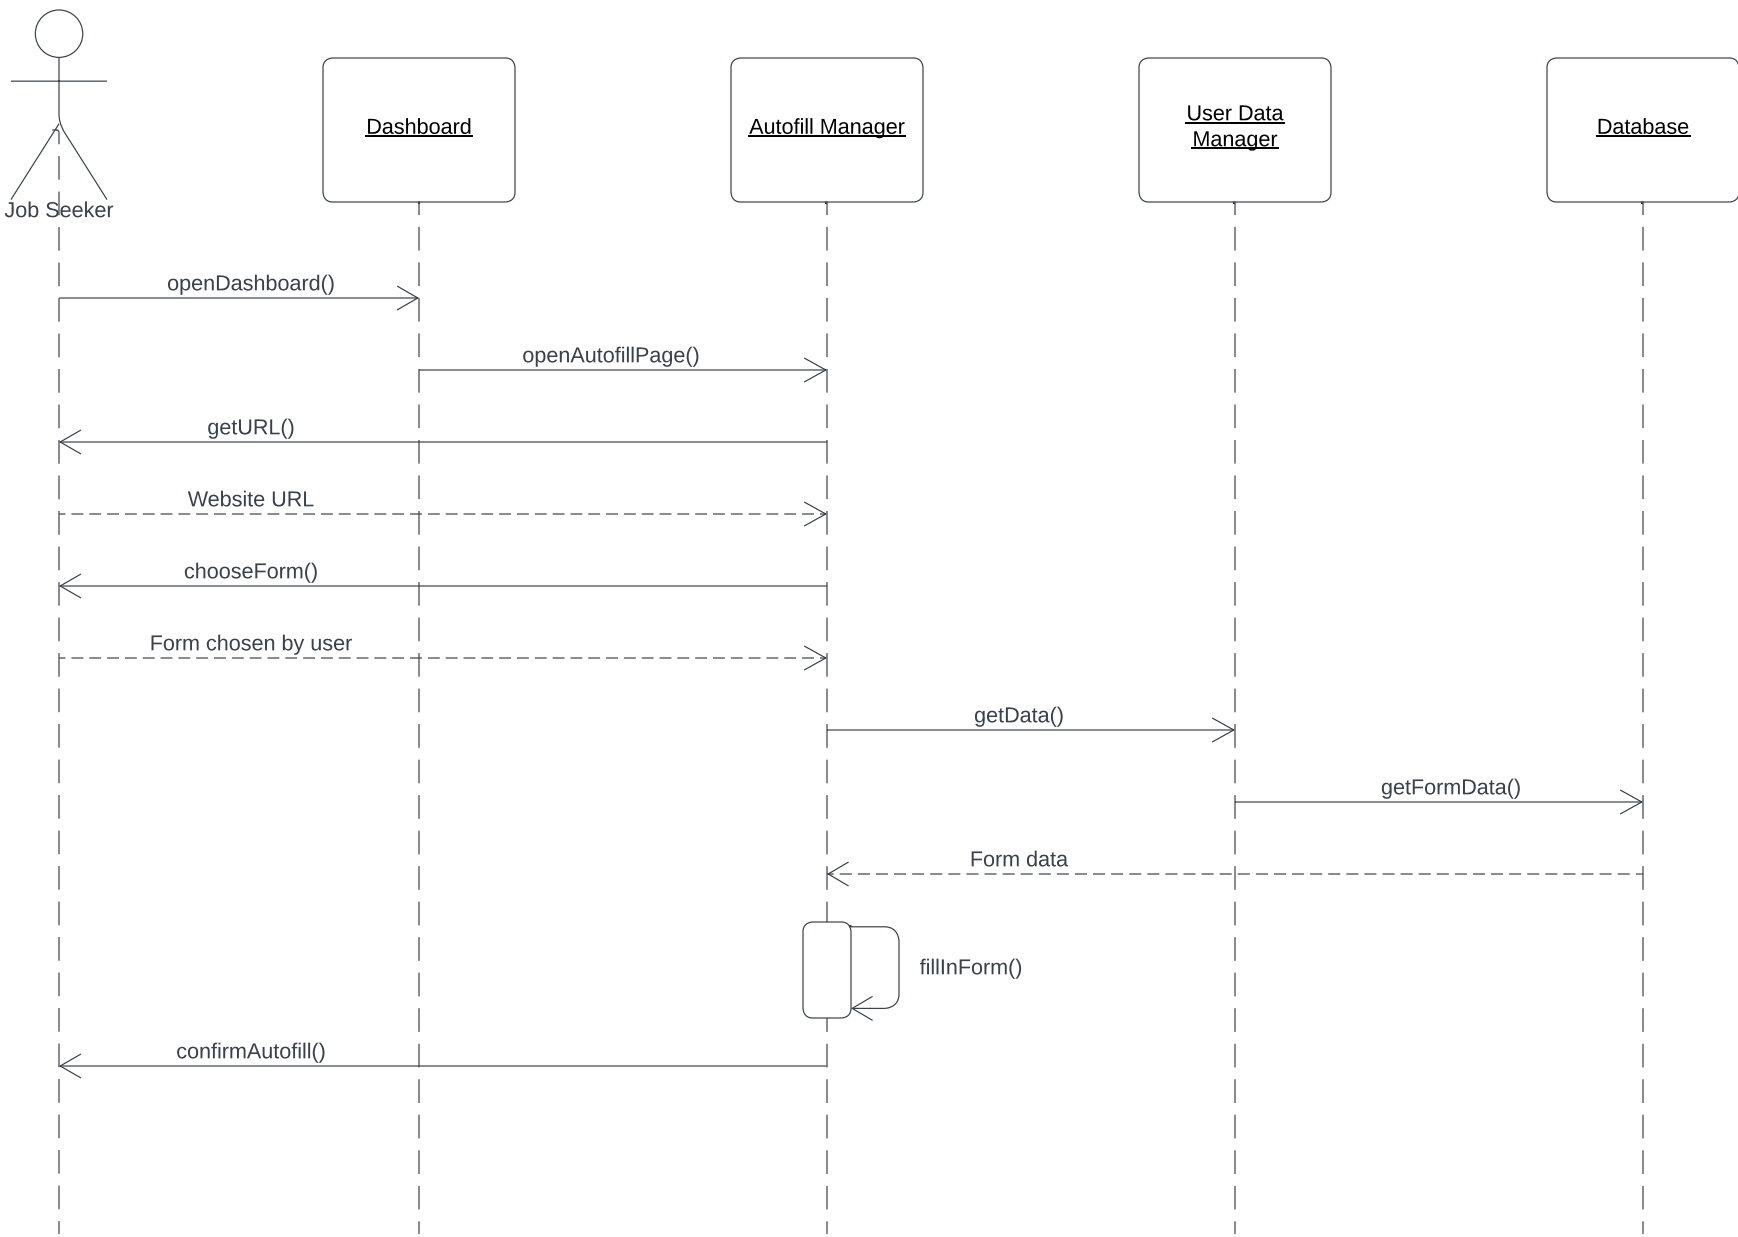 Job Seeker
Dashboard
Autofill Manager
User Data
Manager
Database
openDashboard()
openAutofillPage()
getURL()
Website URL
chooseForm()
Form chosen by user
getData()
getFormData()
Form data
fillInForm()
confirmAutofill()